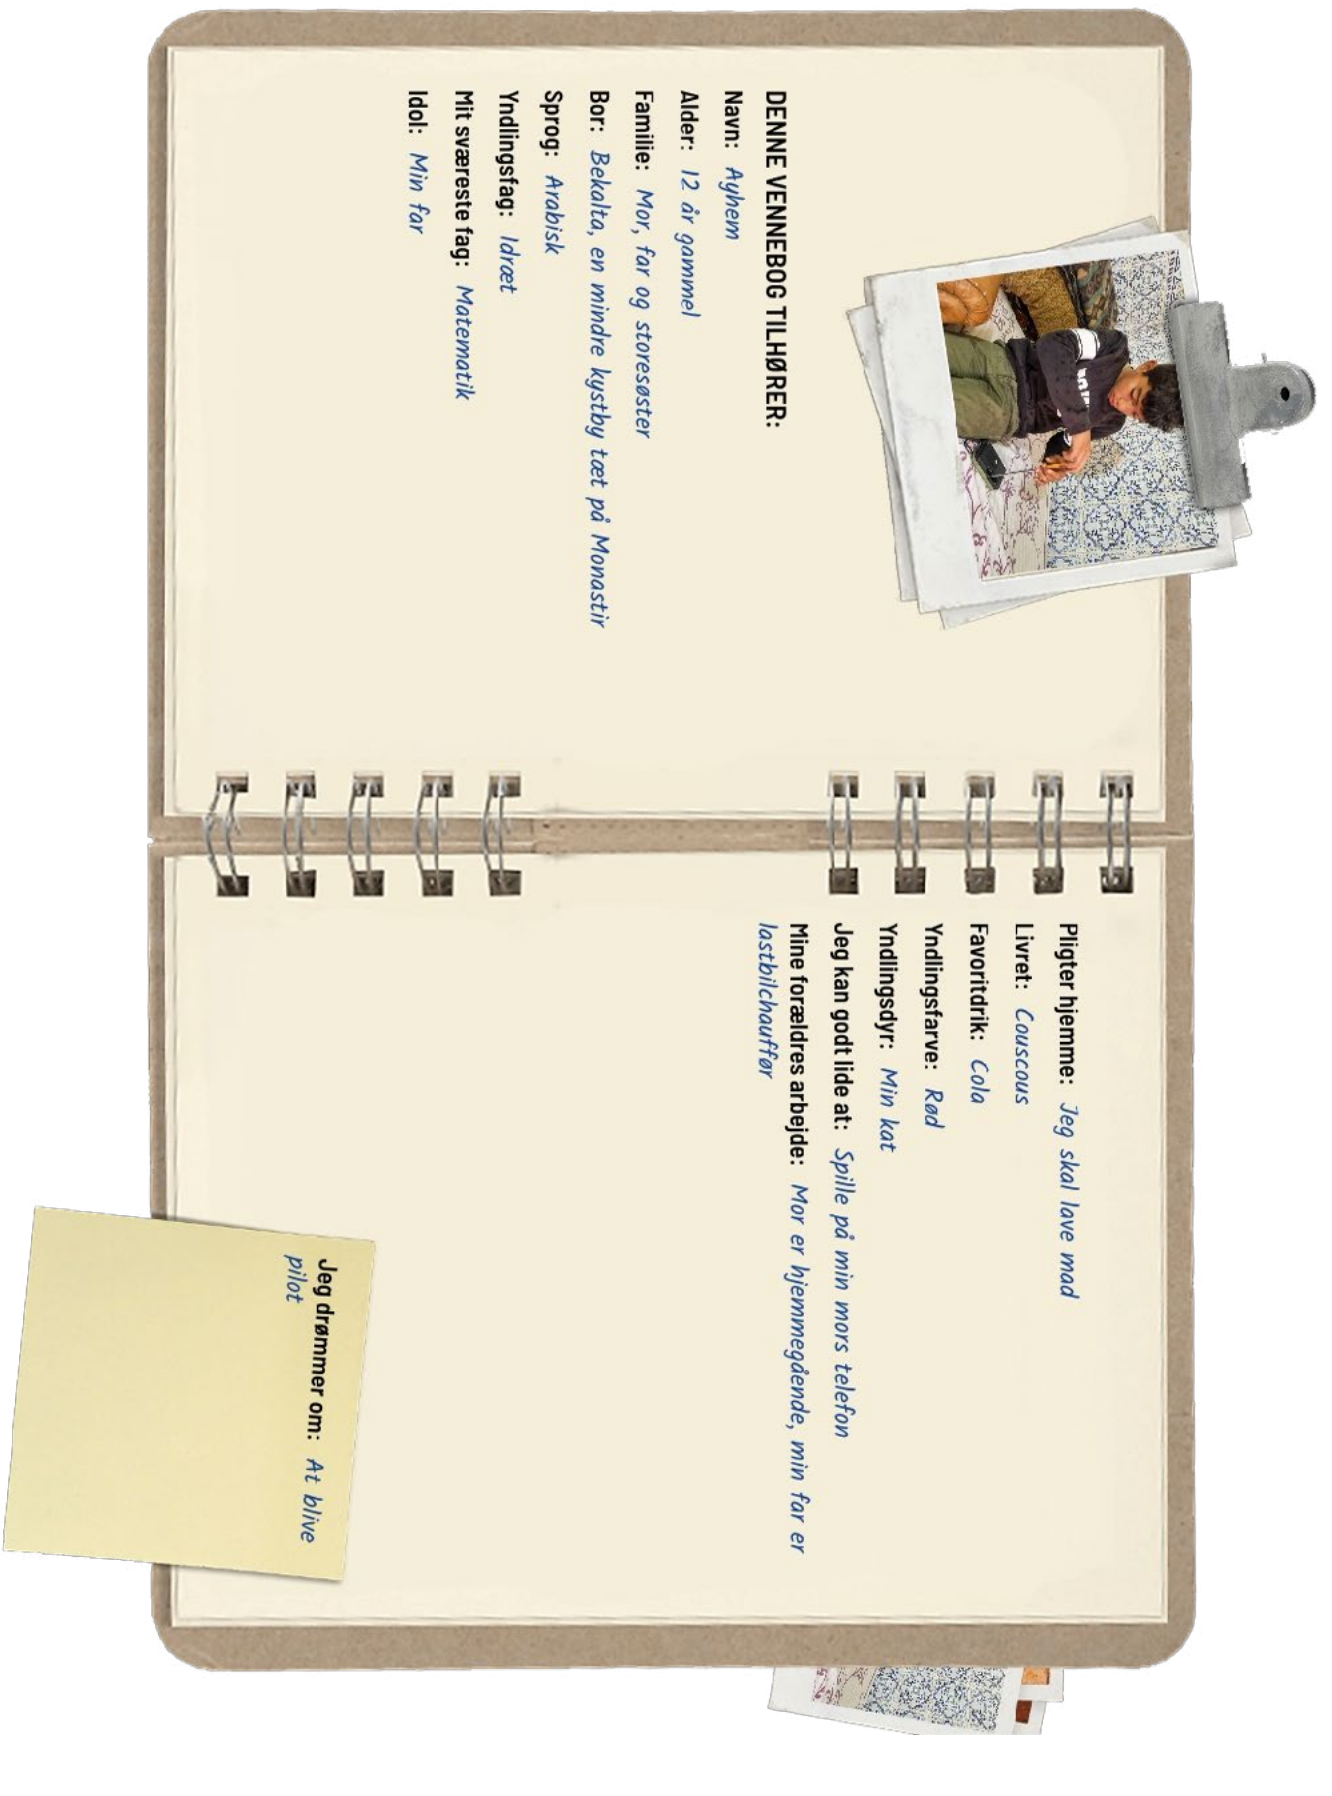 DENNE VENNEBOG TILHØRER:
Navn: Ayhem
Alder: 12 år gammel
Familie: Mor, far og storesøster
Bor: Bekalta, en mindre kystby tæt på Monastir
Sprog: Arabisk
Yndlingsfag: Idræt
Mit sværeste fag: Matematik
Idol: Min far
Pligter hjemme: Jeg skal lave mad
Livret: Couscous
Favoritdrik: Cola
Yndlingsfarve: Rød
Yndlingsdyr: Min kat
Jeg kan godt lide at: Spille på min mors telefon
Mine forældres arbejde: Mor er hjemmegående, min far er
lastbilchauffør
Jeg drømmer om: At blive
pilot